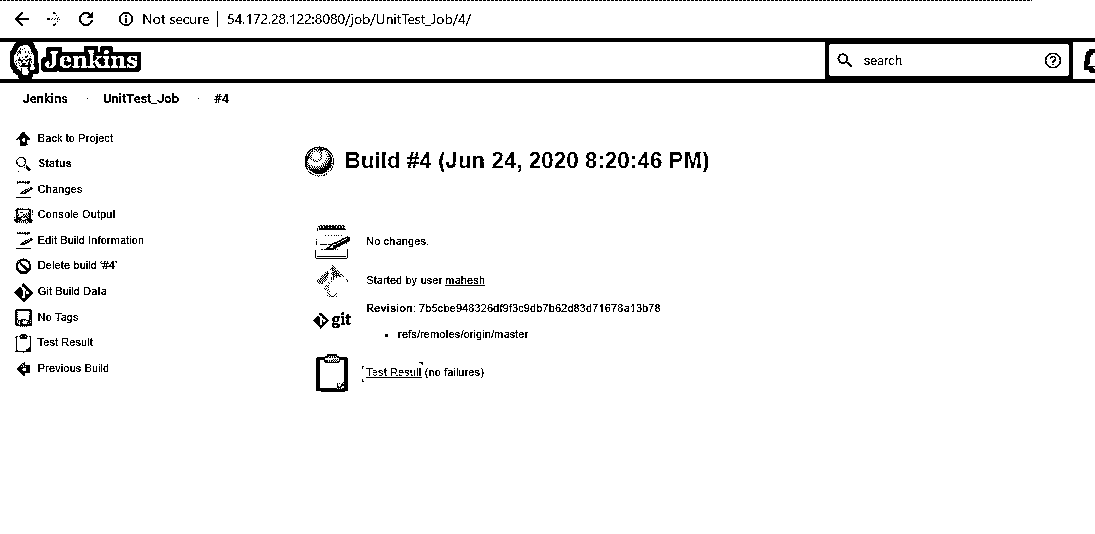 Not secure | 54.172.28.122:8080/job/UnitTest_Job/4/
Jenkins
search
Jenkins UnitTest_Job #4
Back to Project
Status
Changes
Console Output
Edit Build Information
Delete build '#4'
Git Build Data
No Tags
Test Result
Previous Build
Build #4 (Jun 24, 2020 8:20:46 PM)
No changes.
Started by user mahesh
Revision: 7b5cbe948326df9f3c9db7b62d83d71678a13b78
git
refs/remotes/origin/master
Test Result (no failures)